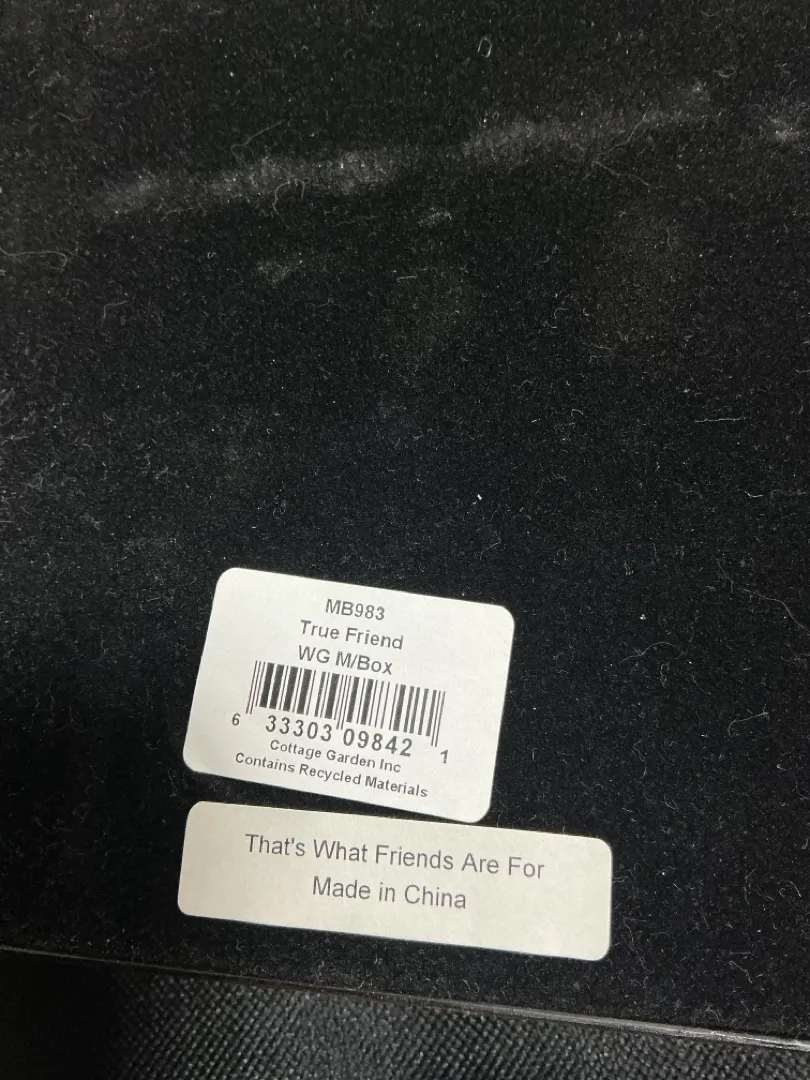 MB983
True Friend
WG M/Box
6 33303 09842 1
Cottage Garden Inc
Contains Recycled Materials
That's What Friends Are For
Made in China